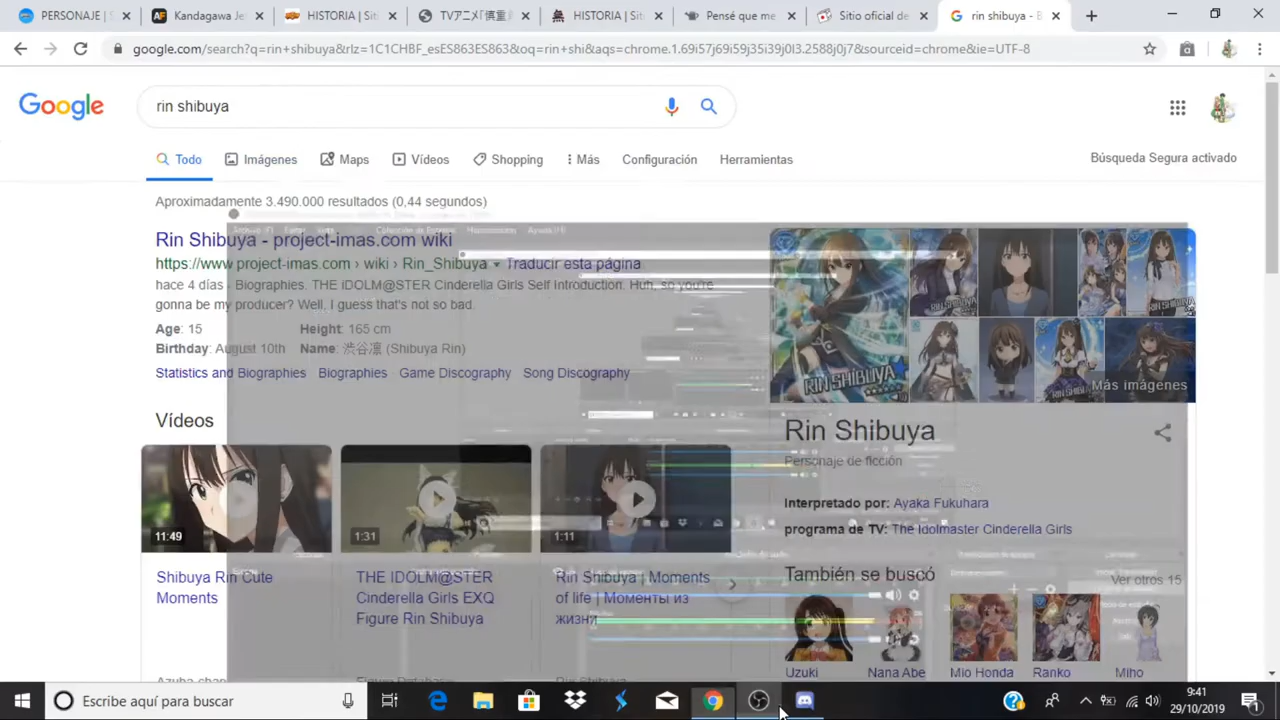 PERSONAJE | S
Kandagawa Je
HISTORIA | Sit
TVアニメ『慎重
HISTORIA | Sit
Pensé que me
Sitio oficial de
rin shibuya - B
google.com/search?q=rin+shibuya&rlz=1C1CHBF_esES863ES863&oq=rin+shi&aqs=chrome.1.69i57j69i59j35i39j0l3.2588j0j7&sourceid=chrome&ie=UTF-8
Google
rin shibuya
Todo
Imágenes
Maps
Vídeos
Shopping
Más
Configuración
Herramientas
Búsqueda Segura activado
Aproximadamente 3.490.000 resultados (0,44 segundos)
Archivo (F) Editar Ayuda (H)
Rin Shibuya - project-imas.com wiki
https://www.project-imas.com › wiki › Rin_Shibuya ▾ Traducir esta página
hace 4 días - Biographies. THE iDOLM@STER Cinderella Girls Self Introduction. Huh, so you're
gonna be my producer? Well, I guess that's not so bad.
Age: 15 Height: 165 cm
Birthday: August 10th Name: 渋谷凛 (Shibuya Rin)
Statistics and Biographies Biographies Game Discography Song Discography
RIN SHIBUYA
RIN SHIBUYA
Más imágenes
Rin Shibuya
Personaje de ficción
Interpretado por: Ayaka Fukuhara
programa de TV: The Idolmaster Cinderella Girls
También se buscó
Ver otros 15
Uzuki
Nana Abe
Mio Honda
Ranko
Miho
Vídeos
11:49
1:31
1:11
Shibuya Rin Cute
Moments
THE IDOLM@STER
Cinderella Girls EXQ
Figure Rin Shibuya
Rin Shibuya | Moments
of life | Моменты из
жизни
Escribe aquí para buscar
9:41
29/10/2019
1